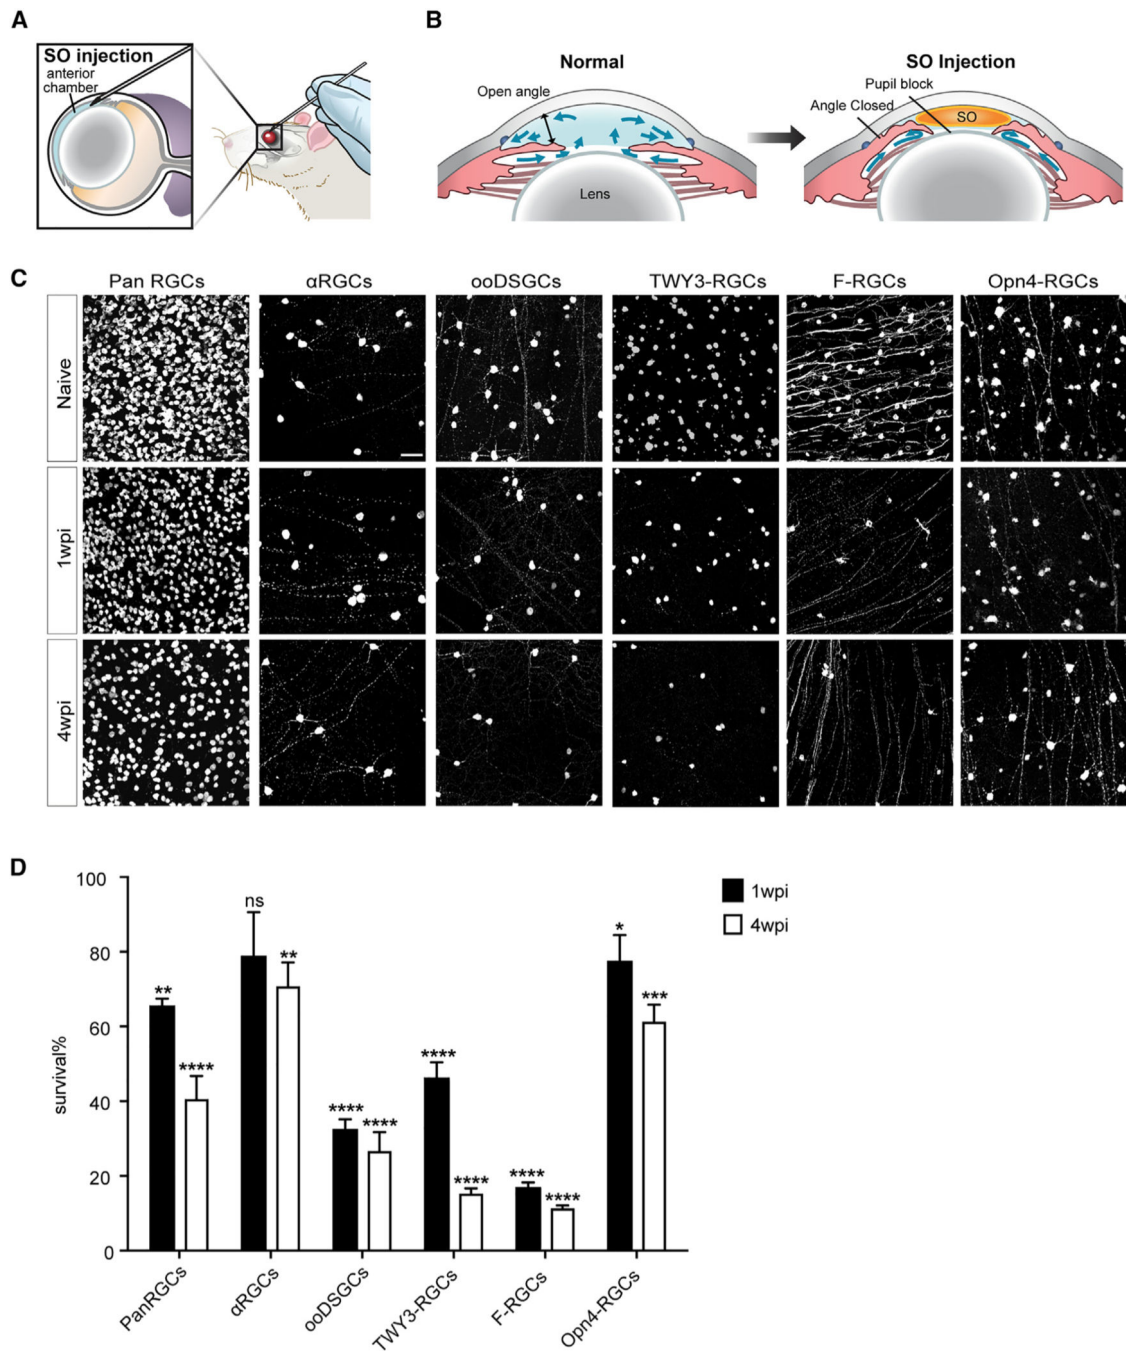 A
SO injection
anterior
chamber
B
Normal
Open angle
Lens
SO Injection
Pupil block
Angle Closed
SO
C
Pan RGCs
αRGCs
ooDSGCs
TWY3-RGCs
F-RGCs
Opn4-RGCs
Naive
1wpi
4wpi
D
survival%
100
80
60
40
20
0
**
****
ns
**
****
****
****
****
****
****
*
***
1wpi
4wpi
PanRGCs
αRGCs
ooDSGCs
TWY3-RGCs
F-RGCs
Opn4-RGCs